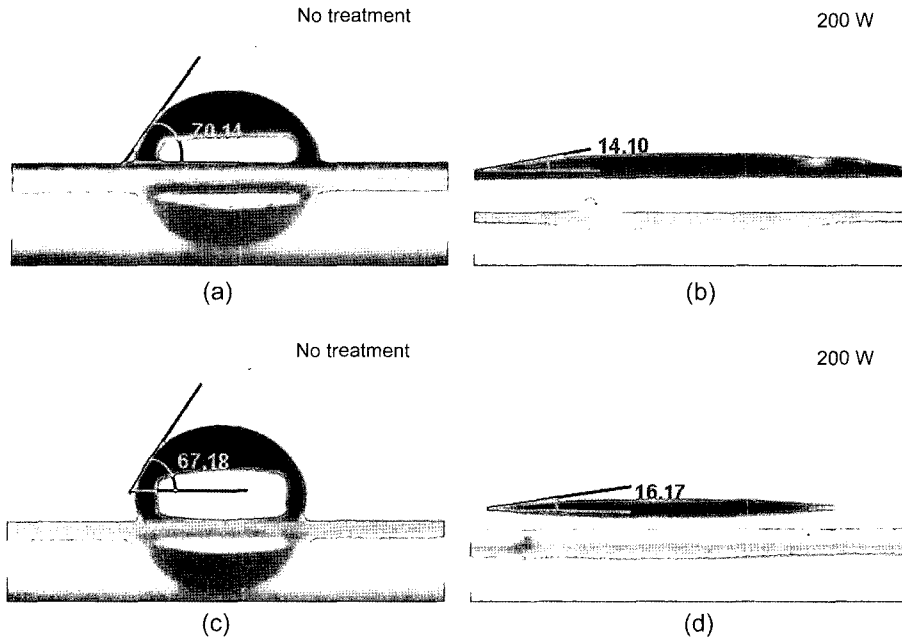 No treatment
200 W
70.14
14.10
(a)
(b)
No treatment
200 W
67.18
16.17
(c)
(d)